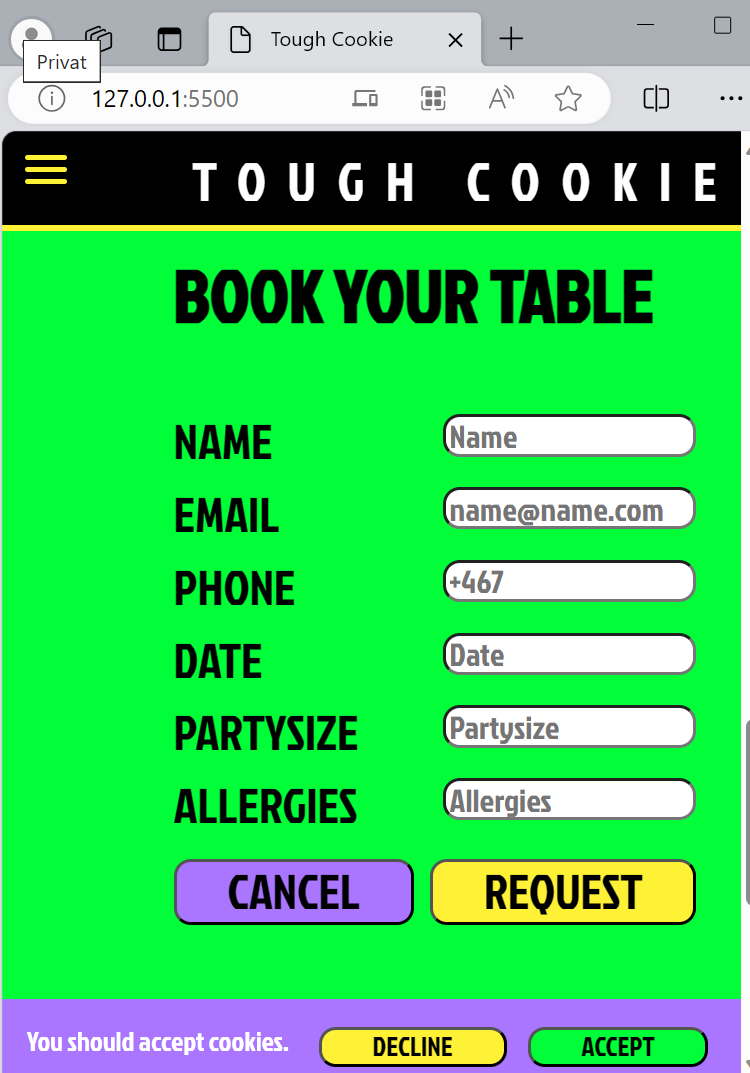 Tough Cookie
Privat
127.0.0.1:5500
TOUGH COOKIE
BOOK YOUR TABLE
NAME Name
EMAIL name@name.com
PHONE +467
DATE Date
PARTYSIZE Partysize
ALLERGIES Allergies
CANCEL REQUEST
You should accept cookies. DECLINE ACCEPT